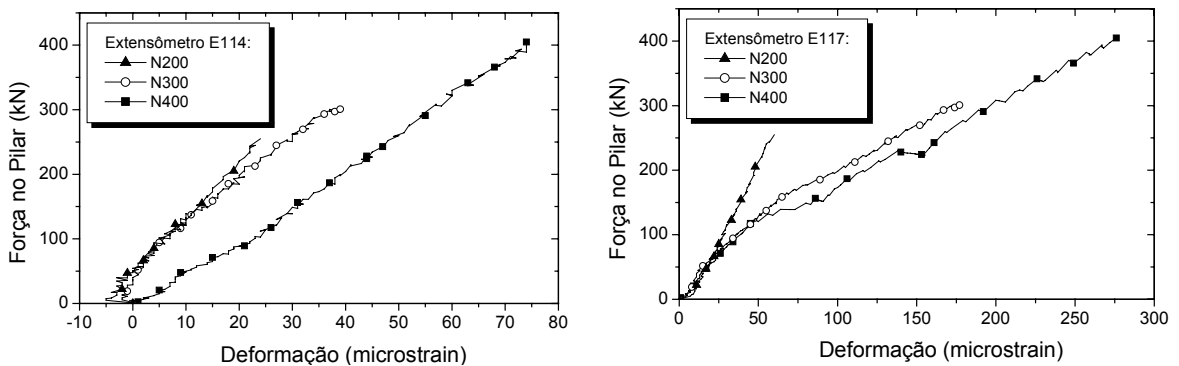 Extensômetro E114:
N200
N300
N400
Força no Pilar (kN)
400
300
200
100
0
-10 0 10 20 30 40 50 60 70 80
Deformação (microstrain)
Extensômetro E117:
N200
N300
N400
Força no Pilar (kN)
400
300
200
100
0
0 50 100 150 200 250 300
Deformação (microstrain)